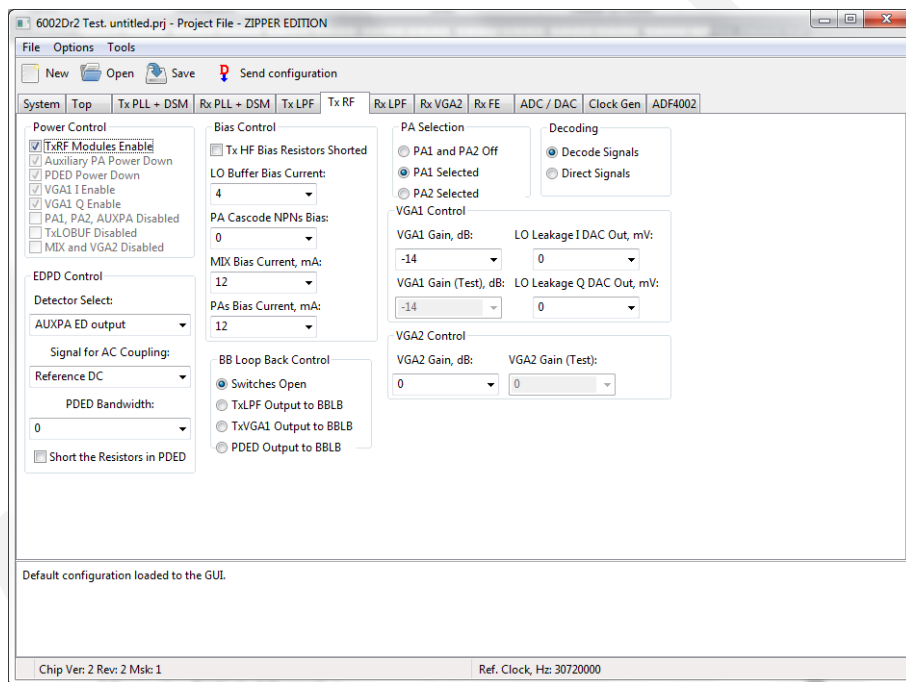 6002Dr2 Test. untitled.prj - Project File - ZIPPER EDITION
File Options Tools
New Open Save Send configuration
System Top Tx PLL + DSM Rx PLL + DSM Tx LPF Tx RF Rx LPF Rx VGA2 Rx FE ADC / DAC Clock Gen ADF4002
Power Control
TxRF Modules Enable
Auxiliary PA Power Down
PDED Power Down
VGA1 I Enable
VGA1 Q Enable
PA1, PA2, AUXPA Disabled
TxLOBUF Disabled
MIX and VGA2 Disabled
EDPD Control
Detector Select:
AUXPA ED output
Signal for AC Coupling:
Reference DC
PDED Bandwidth:
0
Short the Resistors in PDED
Bias Control
Tx HF Bias Resistors Shorted
LO Buffer Bias Current:
4
PA Cascode NPNs Bias:
0
MIX Bias Current, mA:
12
PAs Bias Current, mA:
12
BB Loop Back Control
Switches Open
TxLPF Output to BBLB
TxVGA1 Output to BBLB
PDED Output to BBLB
PA Selection
PA1 and PA2 Off
PA1 Selected
PA2 Selected
Decoding
Decode Signals
Direct Signals
VGA1 Control
VGA1 Gain, dB: LO Leakage I DAC Out, mV:
-14 0
VGA1 Gain (Test), dB: LO Leakage Q DAC Out, mV:
-14 0
VGA2 Control
VGA2 Gain, dB: VGA2 Gain (Test):
0 0
Default configuration loaded to the GUI.
Chip Ver: 2 Rev: 2 Msk: 1 Ref. Clock, Hz: 30720000